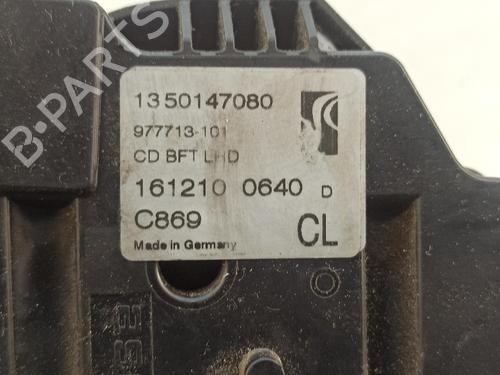 1350147080
977713-101
CD BFT LHD
161210 0640 D
C869
CL
Made in Germany
B-PARTS